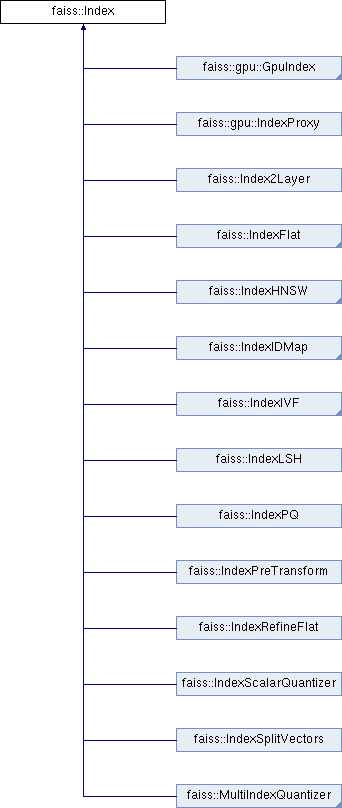 faiss::Index
faiss::gpu::GpuIndex
faiss::gpu::IndexProxy
faiss::Index2Layer
faiss::IndexFlat
faiss::IndexHNSW
faiss::IndexIDMap
faiss::IndexIVF
faiss::IndexLSH
faiss::IndexPQ
faiss::IndexPreTransform
faiss::IndexRefineFlat
faiss::IndexScalarQuantizer
faiss::IndexSplitVectors
faiss::MultiIndexQuantizer